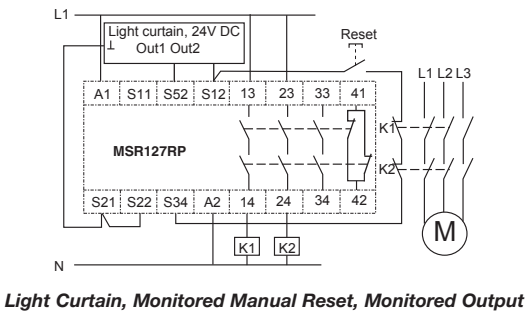 L1
Light curtain, 24V DC
⊥ Out1 Out2
Reset
L1 L2 L3
A1 S11 S52 S12 13 23 33 41
K1
MSR127RP
K2
S21 S22 S34 A2 14 24 34 42
M
K1 K2
N
Light Curtain, Monitored Manual Reset, Monitored Output